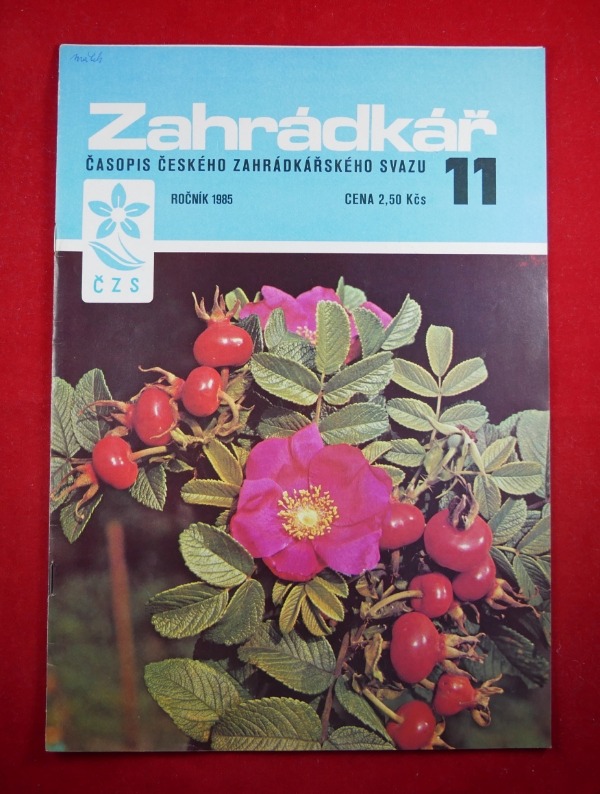 Zahrádkář
ČASOPIS ČESKÉHO ZAHRÁDKÁŘSKÉHO SVAZU 11
ROČNÍK 1985 CENA 2,50 Kčs
ČZS